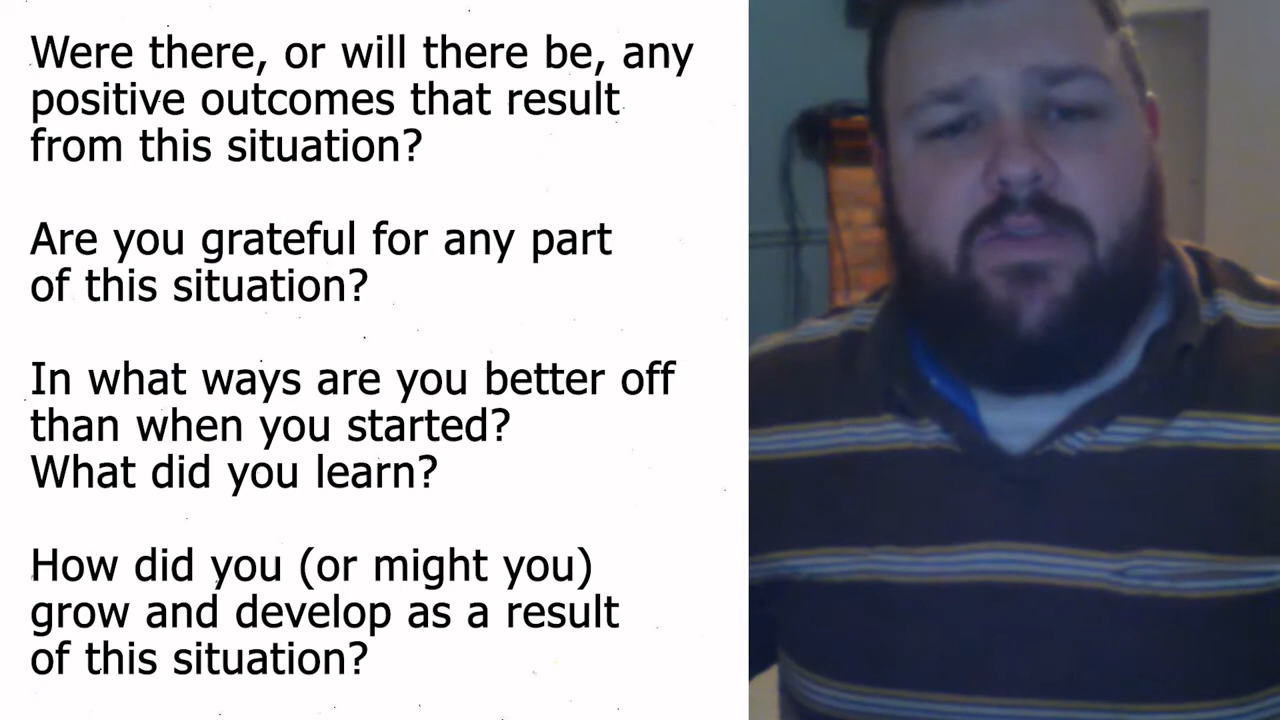 Were there, or will there be, any
positive outcomes that result
from this situation?
Are you grateful for any part
of this situation?
In what ways are you better off
than when you started?
What did you learn?
How did you (or might you)
grow and develop as a result
of this situation?